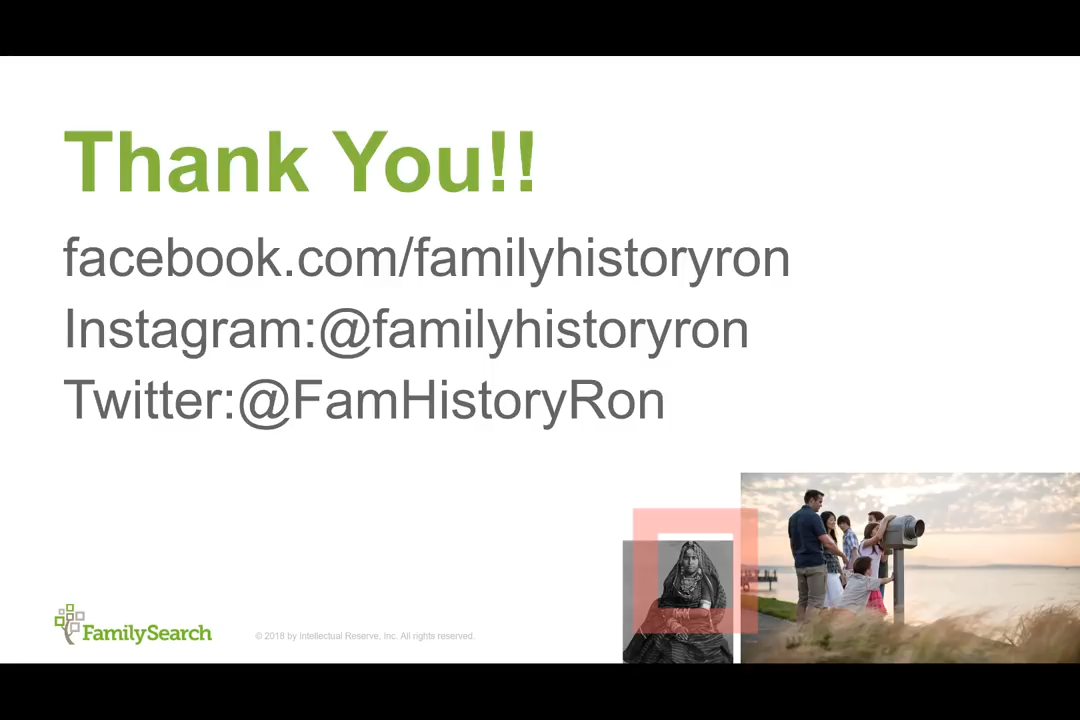 Thank You!!
facebook.com/familyhistoryron
Instagram:@familyhistoryron
Twitter:@FamHistoryRon
FamilySearch
© 2018 by Intellectual Reserve, Inc. All rights reserved.